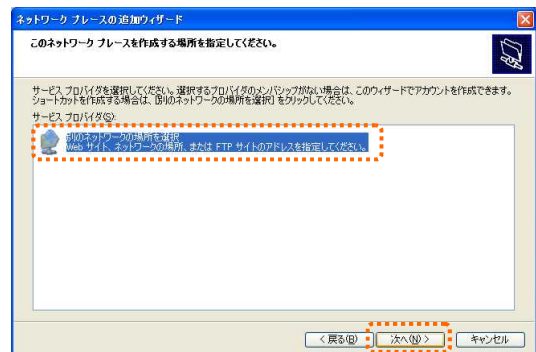 ネットワーク プレースの追加ウィザード
このネットワーク プレースを作成する場所を指定してください。
サービス プロバイダを選択してください。選択するプロバイダのメンバシップがない場合は、このウィザードでアカウントを作成できます。
ショートカットを作成する場合は、[別のネットワークの場所を選択] をクリックしてください。
サービス プロバイダ(S):
別のネットワークの場所を選択
Web サイト、ネットワークの場所、または FTP サイトのアドレスを指定してください。
< 戻る(B) 次へ(N) > キャンセル